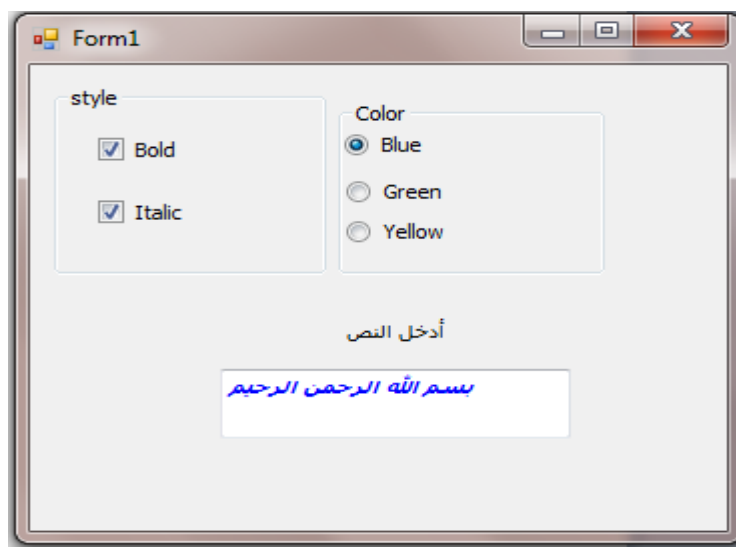 Form1
style
Bold
Italic
Color
Blue
Green
Yellow
أدخل النص
بسم الله الرحمن الرحيم